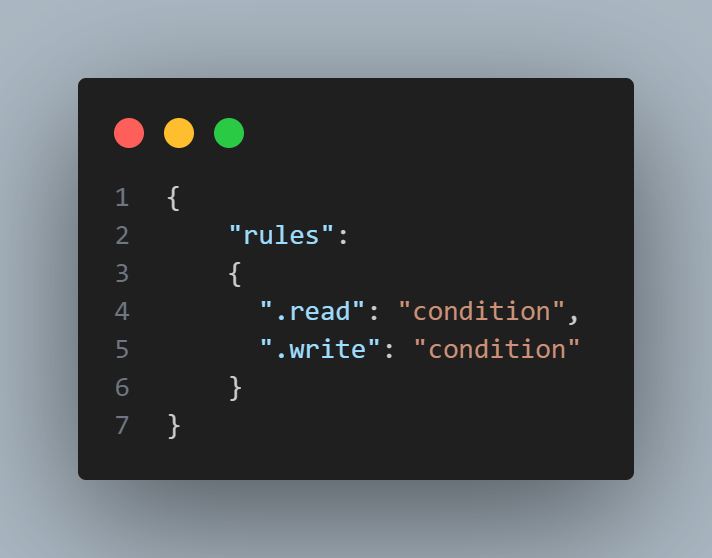 1 {
2     "rules":
3     {
4       ".read": "condition",
5       ".write": "condition"
6     }
7 }